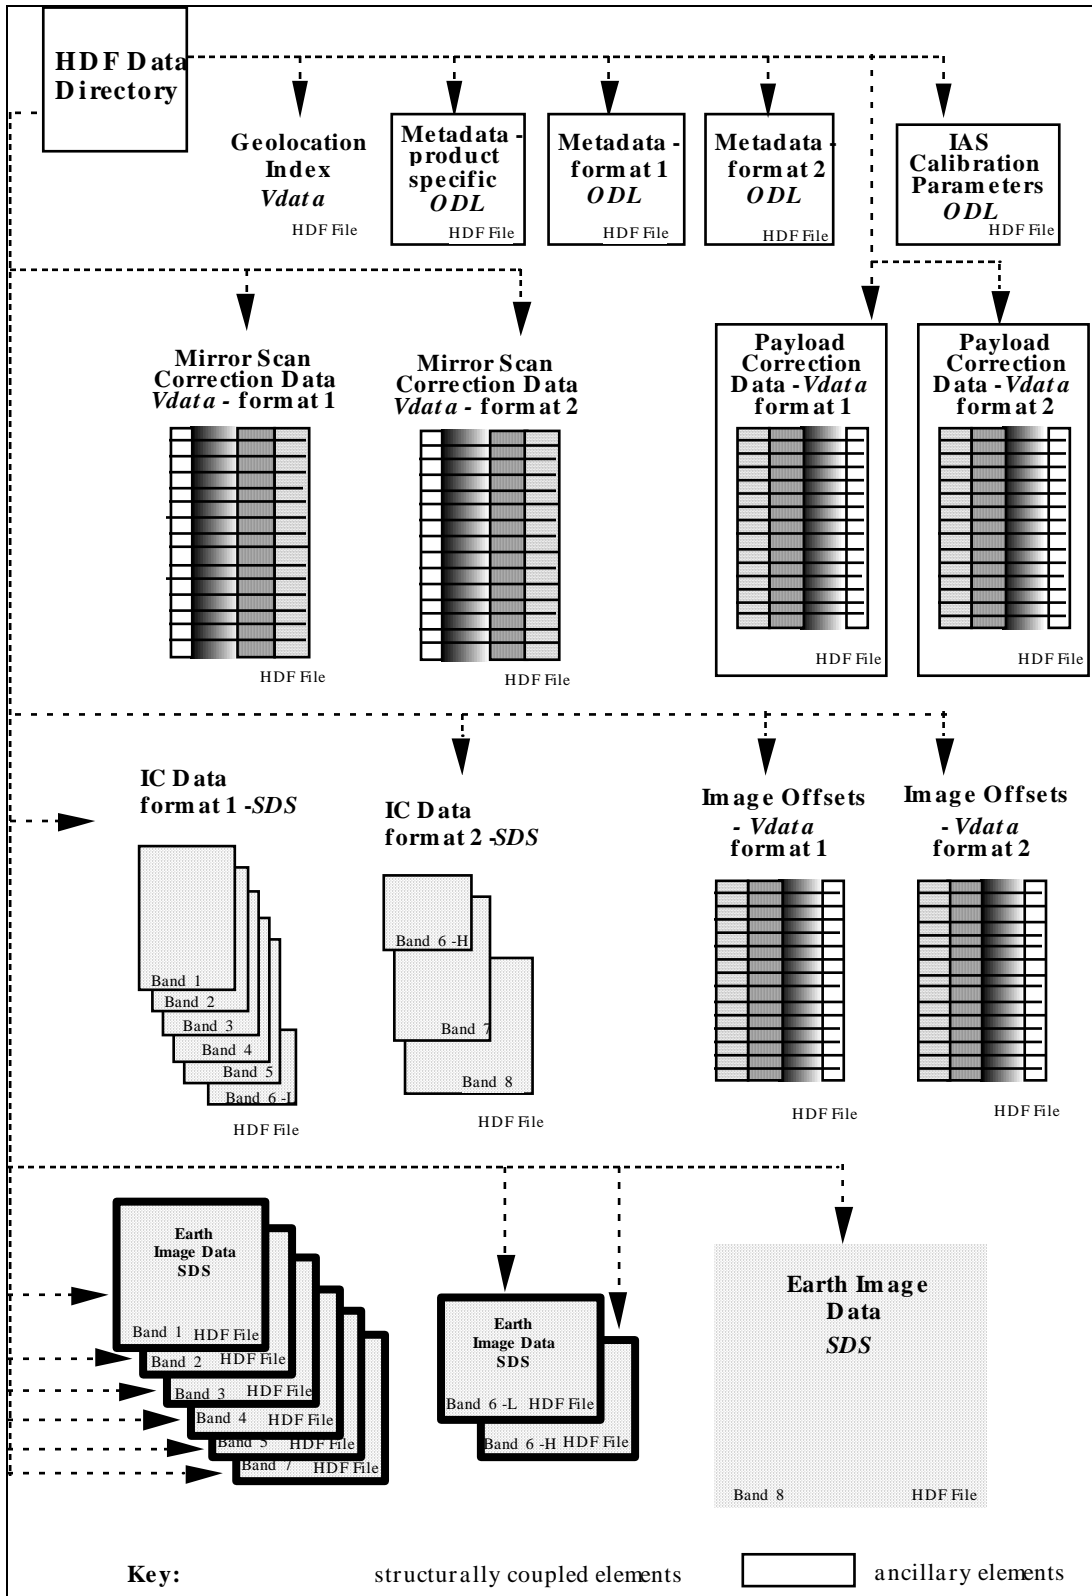 HDF Data
Directory
Geolocation
Index
Vdata
HDF File
Metadata -
product
specific
ODL
HDF File
Metadata -
format 1
ODL
HDF File
Metadata -
format 2
ODL
HDF File
IAS
Calibration
Parameters
ODL
HDF File
Mirror Scan
Correction Data
Vdata - format 1
HDF File
Mirror Scan
Correction Data
Vdata - format 2
HDF File
Payload
Correction
Data - Vdata
format 1
HDF File
Payload
Correction
Data - Vdata
format 2
HDF File
IC Data
format 1 - SDS
Band 1
Band 2
Band 3
Band 4
Band 5
Band 6 -L
HDF File
IC Data
format 2 - SDS
Band 6 -H
Band 7
Band 8
HDF File
Image Offsets
- Vdata
format 1
HDF File
Image Offsets
- Vdata
format 2
HDF File
Earth
Image Data
SDS
Band 1 HDF File
Band 2 HDF File
Band 3 HDF File
Band 4 HDF File
Band 5 HDF File
Band 7 HDF File
Earth
Image Data
SDS
Band 6 -L HDF File
Band 6 -H HDF File
Earth Image
Data
SDS
Band 8 HDF File
Key: structurally coupled elements ancillary elements